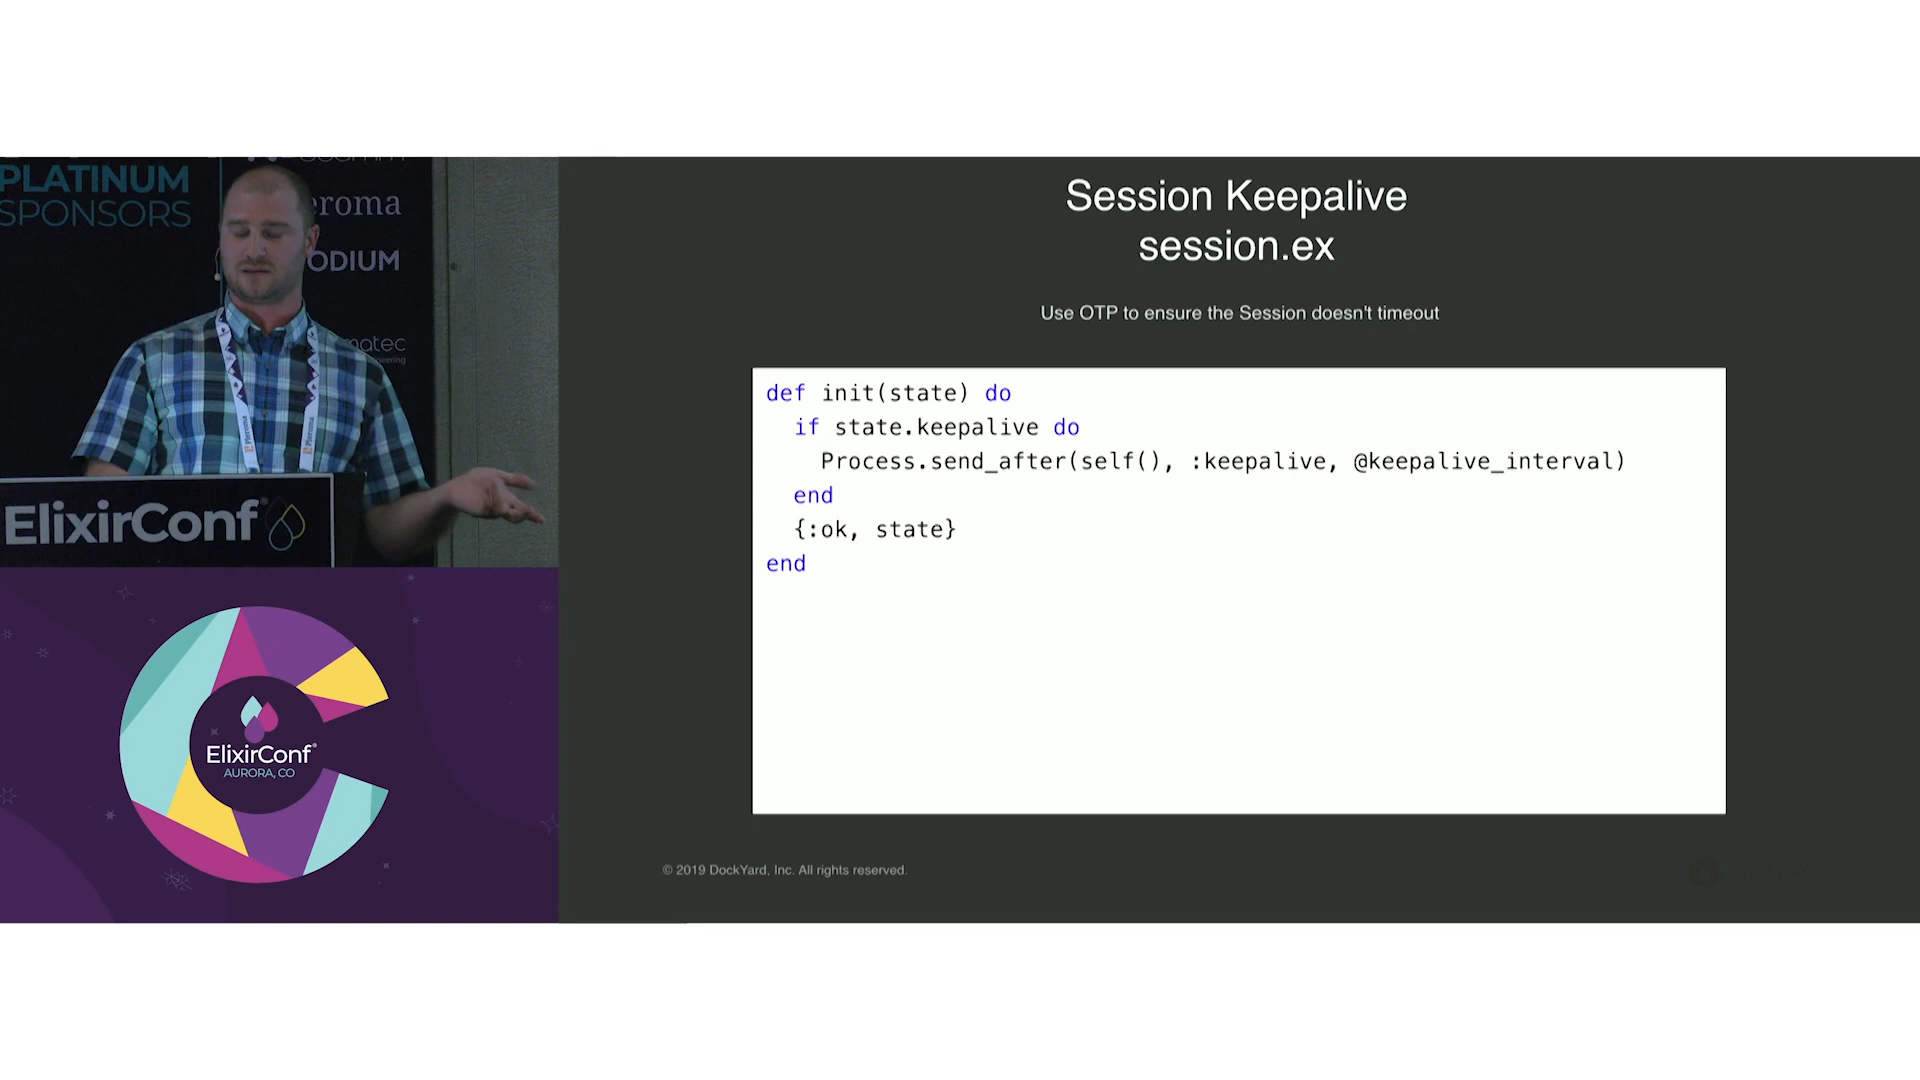 PLATINUM
SPONSORS
eroma
ODIUM
matec
ElixirConf
ElixirConf
AURORA, CO
Session Keepalive
session.ex
Use OTP to ensure the Session doesn't timeout
def init(state) do
  if state.keepalive do
    Process.send_after(self(), :keepalive, @keepalive_interval)
  end
  {:ok, state}
end
© 2019 DockYard, Inc. All rights reserved.